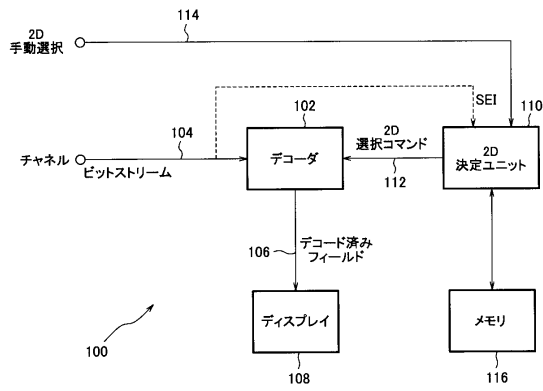 114
2D
手動選択
SEI
102
110
104
チャネル
ビットストリーム
デコーダ
2D
選択コマンド
112
2D
決定ユニット
106
デコード済み
フィールド
ディスプレイ
メモリ
100
108
116